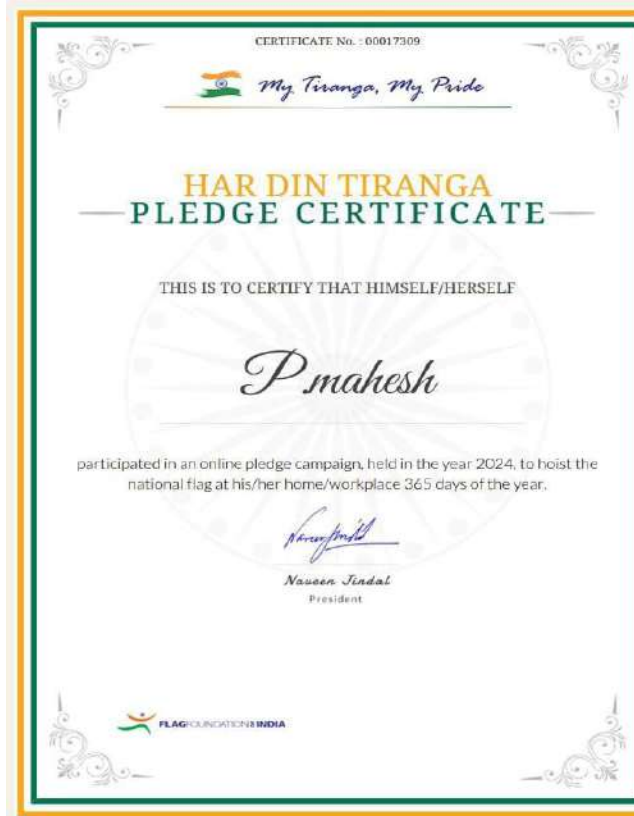 CERTIFICATE No. : 00017309
My Tiranga, My Pride
HAR DIN TIRANGA
PLEDGE CERTIFICATE
THIS IS TO CERTIFY THAT HIMSELF/HERSELF
P.mahesh
participated in an online pledge campaign, held in the year 2024, to hoist the
national flag at his/her home/workplace 365 days of the year.
Naveen Jindal
President
FLAG FOUNDATION OF INDIA